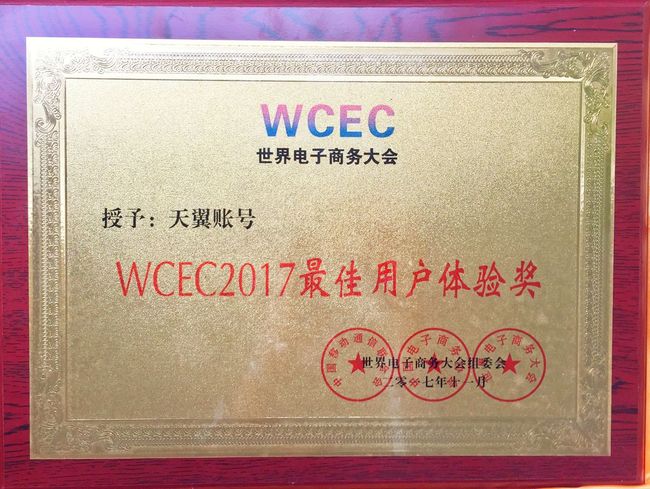 WCEC
世界电子商务大会
授予：天翼账号
WCEC2017最佳用户体验奖
世界电子商务大会组委会
二零一七年十一月